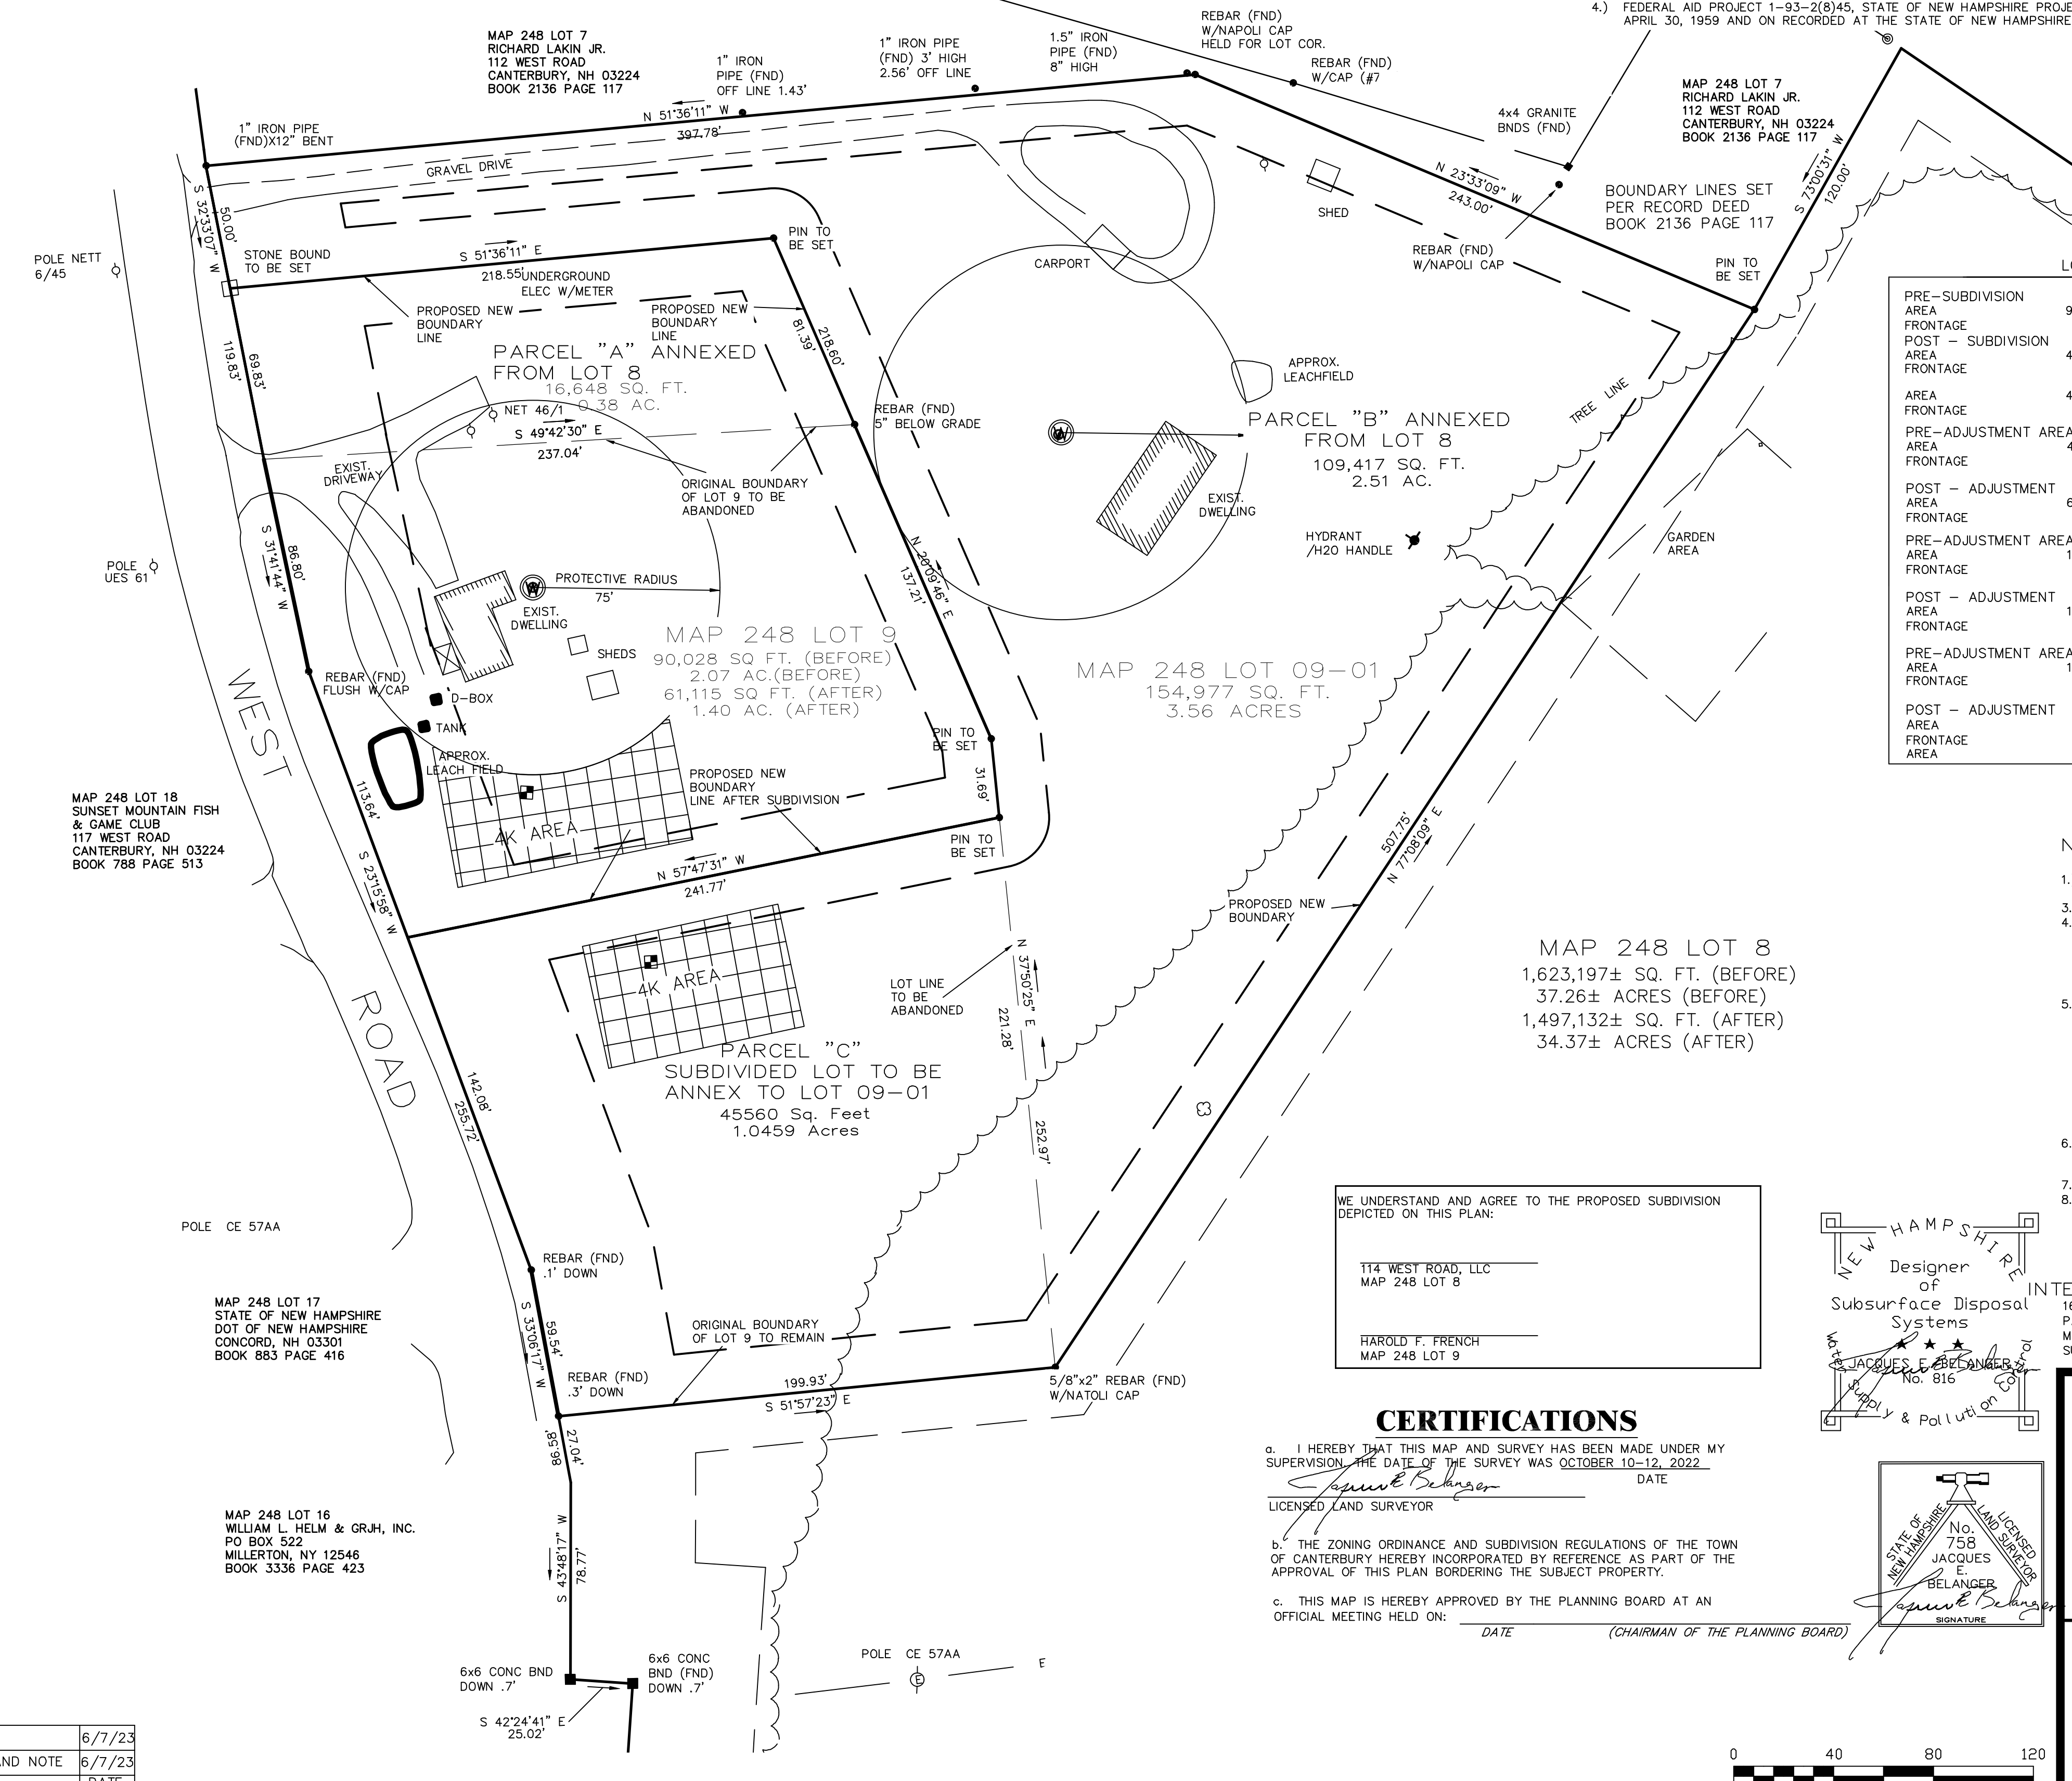 4.) FEDERAL AID PROJECT 1-93-2(8)45, STATE OF NEW HAMPSHIRE
APRIL 30, 1959 AND ON RECORDED AT THE STATE OF NEW HAMPSHIRE
MAP 248 LOT 7
RICHARD LAKIN JR.
112 WEST ROAD
CANTERBURY, NH 03224
BOOK 2136 PAGE 117
1" IRON
PIPE (FND)
OFF LINE 1.43'
1" IRON PIPE
(FND) 3' HIGH
2.56' OFF LINE
1.5" IRON
PIPE (FND)
8" HIGH
REBAR (FND)
W/NAPOLI CAP
HELD FOR LOT COR.
REBAR (FND)
W/CAP (#7
4x4 GRANITE
BNDS (FND)
MAP 248 LOT 7
RICHARD LAKIN JR.
112 WEST ROAD
CANTERBURY, NH 03224
BOOK 2136 PAGE 117
1" IRON PIPE
(FND)X12" BENT
N 51°36'11" W
397.78'
GRAVEL DRIVE
S 32°33'07" W
50.00'
N 23°33'09" W
243.00'
S 73°00'31" W
120.00'
BOUNDARY LINES SET
PER RECORD DEED
BOOK 2136 PAGE 117
SHED
CARPORT
REBAR (FND)
W/NAPOLI CAP
PIN TO
BE SET
POLE NETT
6/45
STONE BOUND
TO BE SET
S 51°36'11" E
218.55'
UNDERGROUND
ELEC W/METER
PIN TO
BE SET
PROPOSED NEW
BOUNDARY
LINE
PROPOSED NEW
BOUNDARY
LINE
81.39'
218.60'
119.83'
69.83'
PARCEL "A" ANNEXED
FROM LOT 8
16,648 SQ. FT.
0.38 AC.
NET 46/1
S 49°42'30" E
237.04'
REBAR (FND)
5" BELOW GRADE
APPROX.
LEACHFIELD
PARCEL "B" ANNEXED
FROM LOT 8
109,417 SQ. FT.
2.51 AC.
TREE LINE
EXIST.
DRIVEWAY
ORIGINAL BOUNDARY
OF LOT 9 TO BE
ABANDONED
EXIST.
DWELLING
HYDRANT
/H2O HANDLE
GARDEN
AREA
PRE-SUBDIVISION
AREA
FRONTAGE
POST - SUBDIVISION
AREA
FRONTAGE
AREA
FRONTAGE
PRE-ADJUSTMENT AREA
AREA
FRONTAGE
POST - ADJUSTMENT
AREA
FRONTAGE
PRE-ADJUSTMENT AREA
AREA
FRONTAGE
POST - ADJUSTMENT
AREA
FRONTAGE
PRE-ADJUSTMENT AREA
AREA
FRONTAGE
POST - ADJUSTMENT
AREA
FRONTAGE
AREA
POLE
UES 61
S 31°41'44" W
86.80'
PROTECTIVE RADIUS
75'
W
W
EXIST.
DWELLING
N 20°09'46" E
137.21'
SHEDS
MAP 248 LOT 9
90,028 SQ FT. (BEFORE)
2.07 AC.(BEFORE)
61,115 SQ FT. (AFTER)
1.40 AC. (AFTER)
MAP 248 LOT 09-01
154,977 SQ. FT.
3.56 ACRES
REBAR (FND)
FLUSH W/CAP
D-BOX
TANK
APPROX.
LEACH FIELD
PIN TO
BE SET
31.69'
PROPOSED NEW
BOUNDARY
LINE AFTER SUBDIVISION
4K AREA
PIN TO
BE SET
WEST
ROAD
MAP 248 LOT 18
SUNSET MOUNTAIN FISH
& GAME CLUB
117 WEST ROAD
CANTERBURY, NH 03224
BOOK 788 PAGE 513
113.64'
S 23°15'58" W
N 57°47'31" W
241.77'
507.75'
N 77°08'09" E
PROPOSED NEW
BOUNDARY
4K AREA
LOT LINE
TO BE
ABANDONED
N 37°50'25" E
221.28'
252.97'
MAP 248 LOT 8
1,623,197± SQ. FT. (BEFORE)
37.26± ACRES (BEFORE)
1,497,132± SQ. FT. (AFTER)
34.37± ACRES (AFTER)
PARCEL "C"
SUBDIVIDED LOT TO BE
ANNEX TO LOT 09-01
45560 Sq. Feet
1.0459 Acres
142.08'
255.72'
POLE CE 57AA
REBAR (FND)
.1' DOWN
MAP 248 LOT 17
STATE OF NEW HAMPSHIRE
DOT OF NEW HAMPSHIRE
CONCORD, NH 03301
BOOK 883 PAGE 416
S 33°06'17" W
59.54'
ORIGINAL BOUNDARY
OF LOT 9 TO REMAIN
REBAR (FND)
.3' DOWN
199.93'
S 51°57'23" E
5/8"x2" REBAR (FND)
W/NATOLI CAP
27.04'
86.58'
WE UNDERSTAND AND AGREE TO THE PROPOSED SUBDIVISION
DEPICTED ON THIS PLAN:
114 WEST ROAD, LLC
MAP 248 LOT 8
HAROLD F. FRENCH
MAP 248 LOT 9
NEW HAMPSHIRE
Designer
of
Subsurface Disposal
Systems
JACQUES E. BELANGER
No. 816
Water Supply & Pollution Control
CERTIFICATIONS
a. I HEREBY THAT THIS MAP AND SURVEY HAS BEEN MADE UNDER MY
SUPERVISION. THE DATE OF THE SURVEY WAS OCTOBER 10-12, 2022
DATE
LICENSED LAND SURVEYOR
b. THE ZONING ORDINANCE AND SUBDIVISION REGULATIONS OF THE TOWN
OF CANTERBURY HEREBY INCORPORATED BY REFERENCE AS PART OF THE
APPROVAL OF THIS PLAN BORDERING THE SUBJECT PROPERTY.
c. THIS MAP IS HEREBY APPROVED BY THE PLANNING BOARD AT AN
OFFICIAL MEETING HELD ON:
DATE (CHAIRMAN OF THE PLANNING BOARD)
STATE OF
NEW HAMPSHIRE
LICENSED
LAND SURVEYOR
No.
758
JACQUES
E.
BELANGER
SIGNATURE
MAP 248 LOT 16
WILLIAM L. HELM & GRJH, INC.
PO BOX 522
MILLERTON, NY 12546
BOOK 3336 PAGE 423
S 43°48'17" W
78.77'
6x6 CONC BND
DOWN .7'
6x6 CONC
BND (FND)
DOWN .7'
S 42°24'41" E
25.02'
POLE CE 57AA
E
E
6/7/23
AND NOTE 6/7/23
0 40 80 120